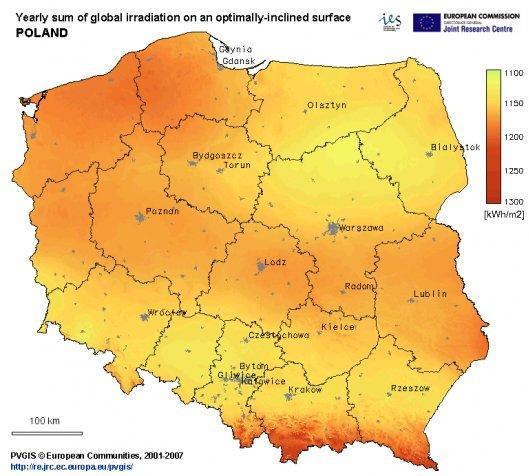 Yearly sum of global irradiation on an optimally-inclined surface
POLAND
ies
EUROPEAN COMMISSION
Joint Research Centre
Gdynia
Gdansk
1100
1150
1200
1250
1300
[kWh/m2]
Olsztyn
Bialystok
Bydgoszcz
Torun
Poznan
Warszawa
Lodz
Radom
Lublin
Wroclaw
Kielce
Czestochowa
Bytom
Gliwice
Katowice
Krakow
Rzeszow
100 km
PVGIS © European Communities, 2001-2007
http://re.jrc.ec.europa.eu/pvgis/